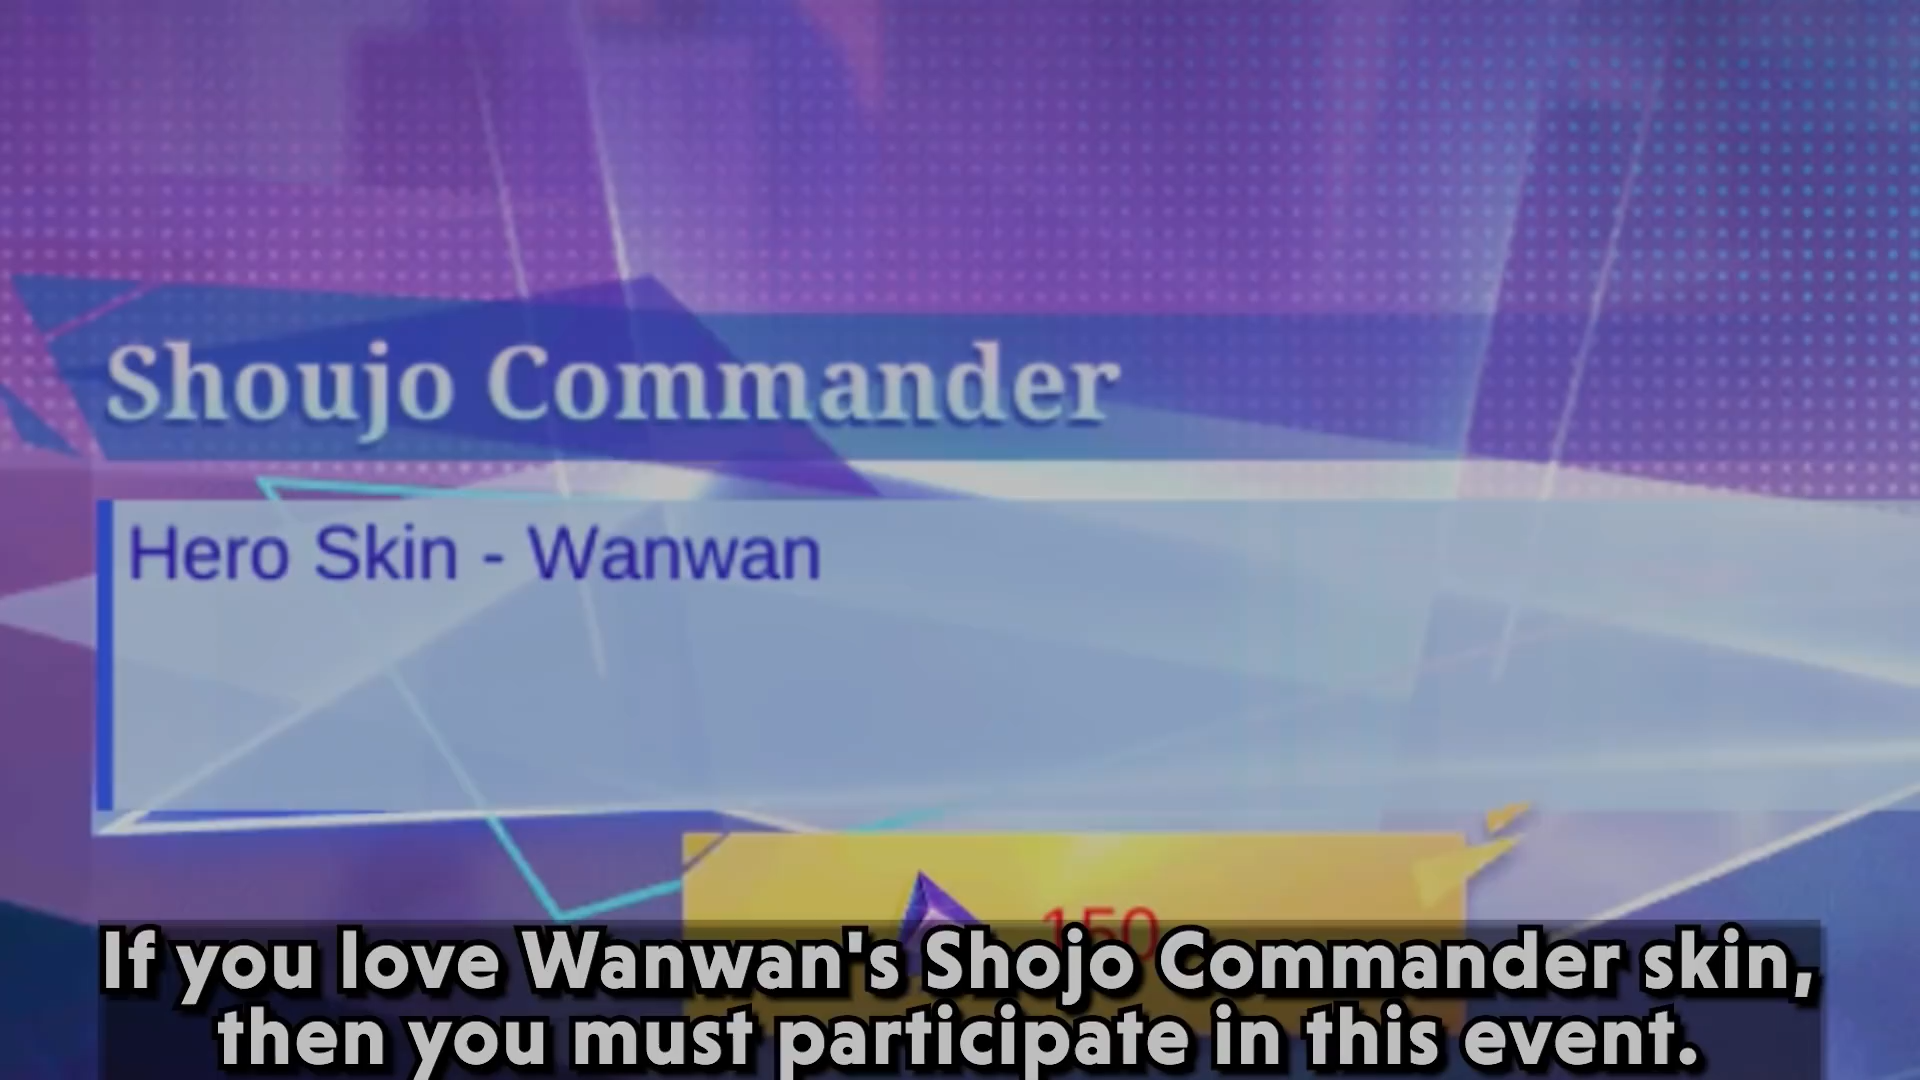 Shoujo Commander
Hero Skin - Wanwan
150
If you love Wanwan's Shojo Commander skin,
then you must participate in this event.